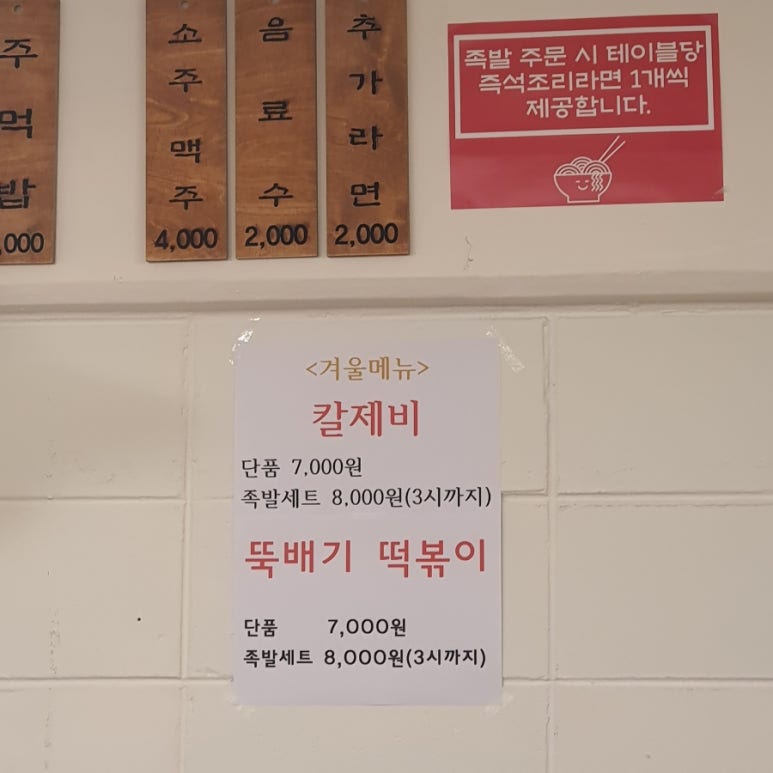 주먹밥
,000
소주맥주
4,000
음료수
2,000
추가라면
2,000
족발 주문 시 테이블당
즉석조리라면 1개씩
제공합니다.
<겨울메뉴>
칼제비
단품 7,000원
족발세트 8,000원(3시까지)
뚝배기 떡볶이
단품 7,000원
족발세트 8,000원(3시까지)